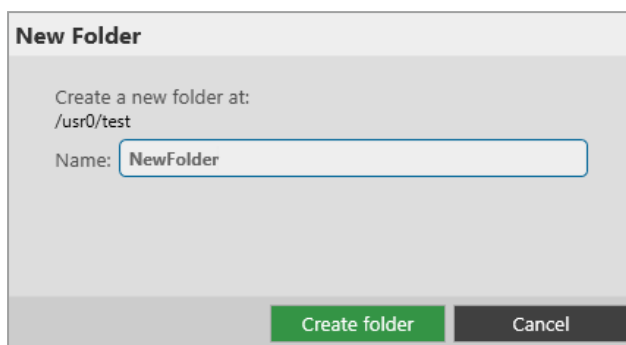 New Folder
Create a new folder at:
/usr0/test
Name: NewFolder
Create folder Cancel